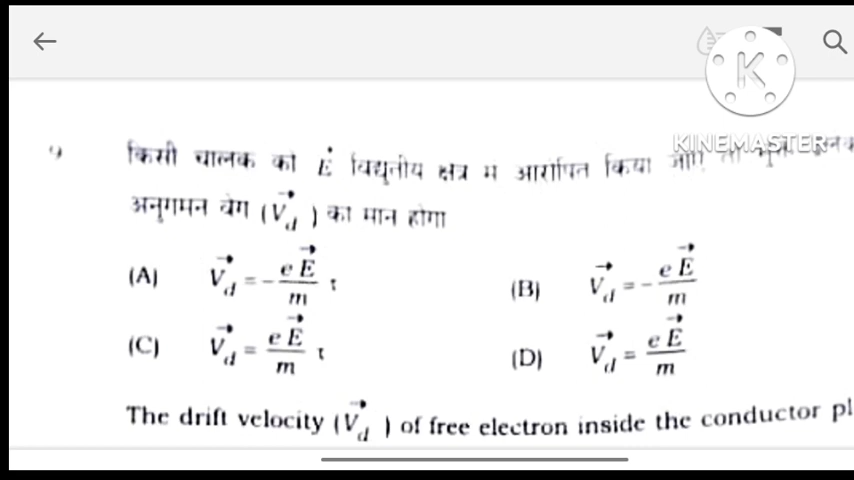 K
KINEMASTER
9
किसी चालक को E⃗ विद्युतीय क्षेत्र में आरोपित किया जाए तो मुक्त
अनुगमन वेग (V⃗d) का मान होगा
(A) V⃗d = - eE⃗/m τ (B) V⃗d = - eE⃗/m
(C) V⃗d = eE⃗/m τ (D) V⃗d = eE⃗/m
The drift velocity (V⃗d) of free electron inside the conductor